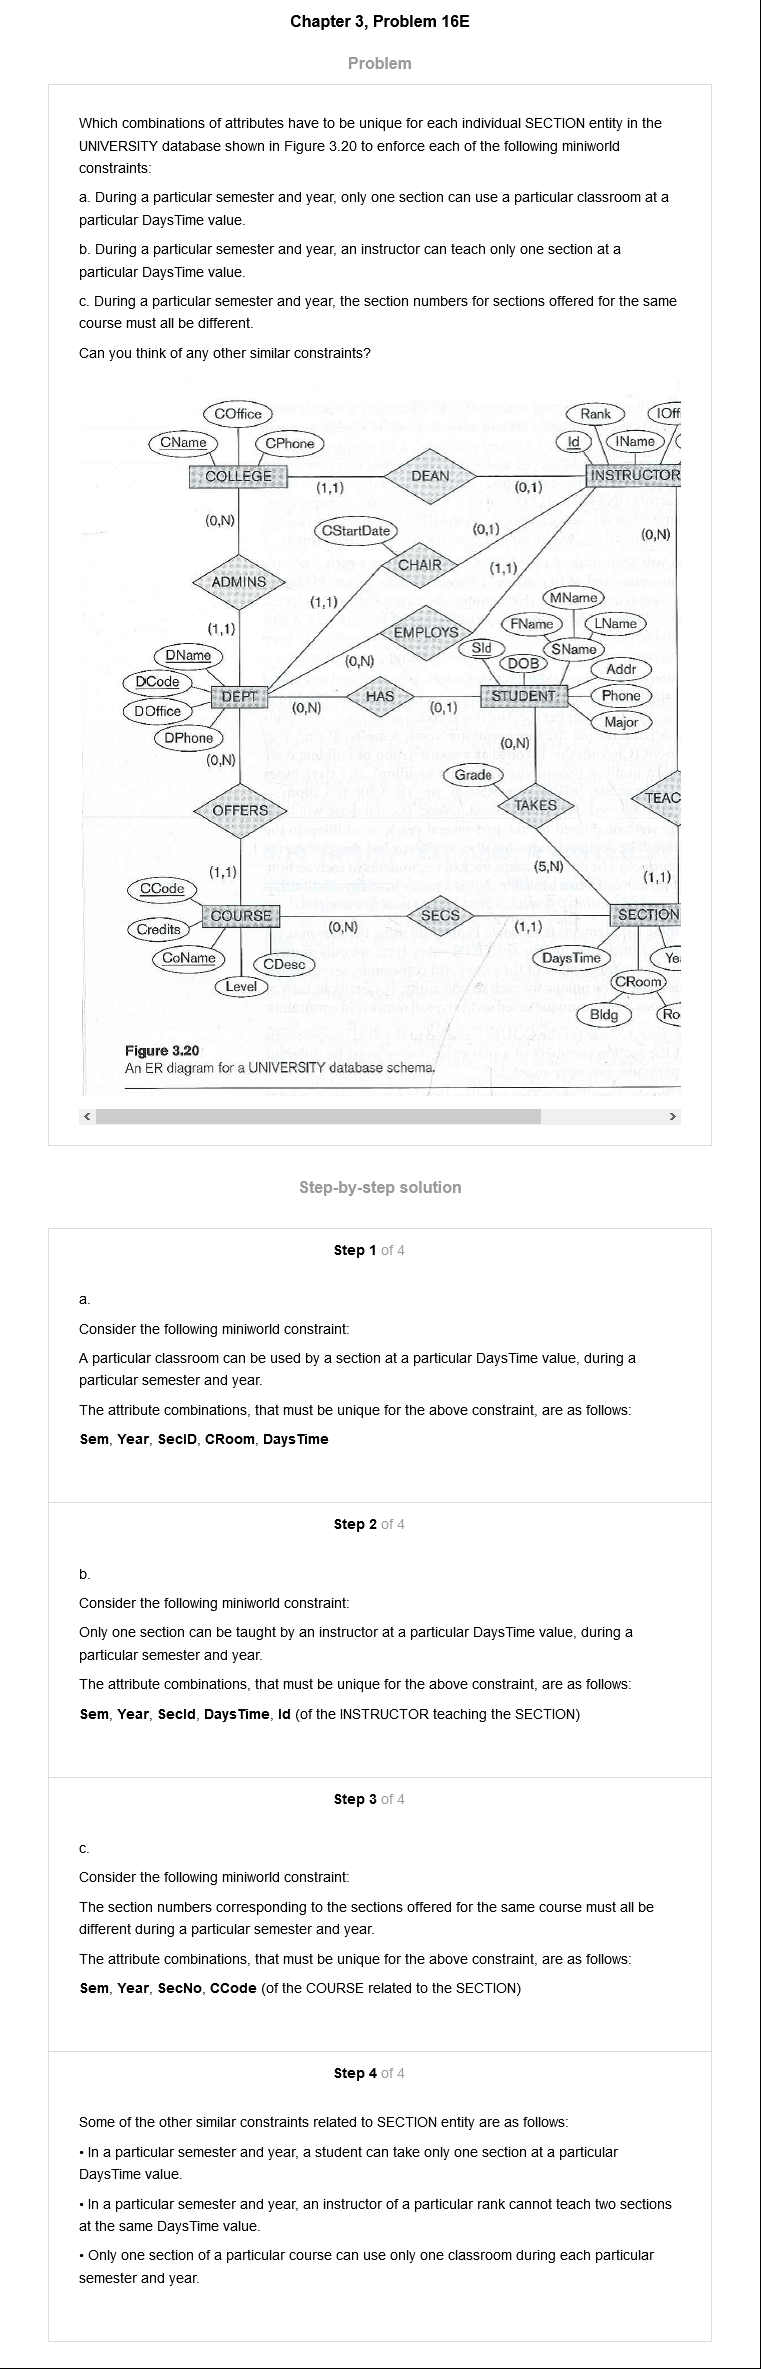 Chapter 3, Problem 16E
Problem
Which combinations of attributes have to be unique for each individual SECTION entity in the
UNIVERSITY database shown in Figure 3.20 to enforce each of the following miniworld
constraints:
a. During a particular semester and year, only one section can use a particular classroom at a
particular DaysTime value.
b. During a particular semester and year, an instructor can teach only one section at a
particular DaysTime value.
c. During a particular semester and year, the section numbers for sections offered for the same
course must all be different.
Can you think of any other similar constraints?
COffice
Rank
IOff
CName
CPhone
Id
IName
COLLEGE
DEAN
INSTRUCTOR
(1,1)
(0,1)
(0,N)
CStartDate
(0,1)
(0,N)
CHAIR
(1,1)
ADMINS
(1,1)
MName
(1,1)
EMPLOYS
FName
LName
DName
(0,N)
SId
DOB
SName
Addr
DCode
DEPT
HAS
STUDENT
Phone
DOffice
(0,N)
(0,1)
Major
DPhone
(0,N)
(0,N)
Grade
OFFERS
TAKES
TEAC
(1,1)
(5,N)
(1,1)
CCode
COURSE
SECS
SECTION
Credits
(0,N)
(1,1)
CoName
CDesc
DaysTime
Yea
Level
CRoom
Bldg
Ro
Figure 3.20
An ER diagram for a UNIVERSITY database schema.
Step-by-step solution
Step 1 of 4
a.
Consider the following miniworld constraint:
A particular classroom can be used by a section at a particular DaysTime value, during a
particular semester and year.
The attribute combinations, that must be unique for the above constraint, are as follows:
Sem, Year, SecID, CRoom, DaysTime
Step 2 of 4
b.
Consider the following miniworld constraint:
Only one section can be taught by an instructor at a particular DaysTime value, during a
particular semester and year.
The attribute combinations, that must be unique for the above constraint, are as follows:
Sem, Year, SecId, DaysTime, Id (of the INSTRUCTOR teaching the SECTION)
Step 3 of 4
c.
Consider the following miniworld constraint:
The section numbers corresponding to the sections offered for the same course must all be
different during a particular semester and year.
The attribute combinations, that must be unique for the above constraint, are as follows:
Sem, Year, SecNo, CCode (of the COURSE related to the SECTION)
Step 4 of 4
Some of the other similar constraints related to SECTION entity are as follows:
• In a particular semester and year, a student can take only one section at a particular
DaysTime value.
• In a particular semester and year, an instructor of a particular rank cannot teach two sections
at the same DaysTime value.
• Only one section of a particular course can use only one classroom during each particular
semester and year.